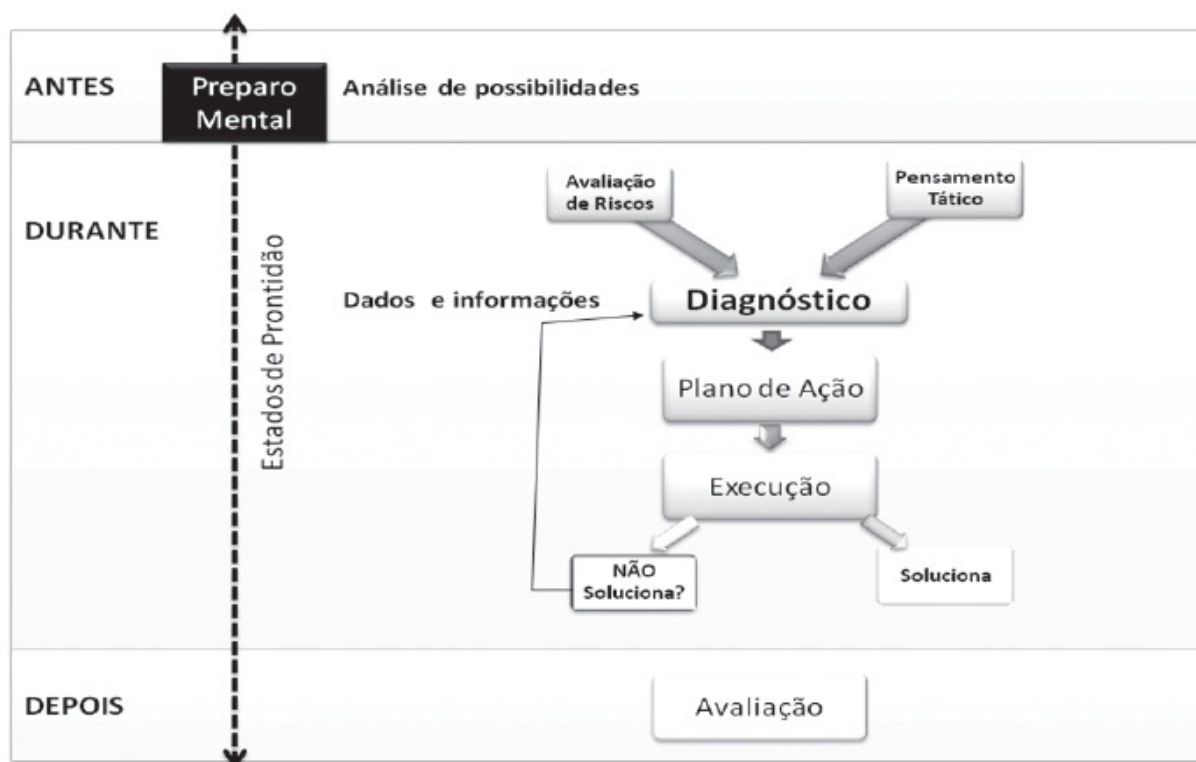 ANTES
Preparo
Mental
Análise de possibilidades
DURANTE
Estados de Prontidão
Avaliação
de Riscos
Pensamento
Tático
Dados e informações
Diagnóstico
Plano de Ação
Execução
NÃO
Soluciona?
Soluciona
DEPOIS
Avaliação